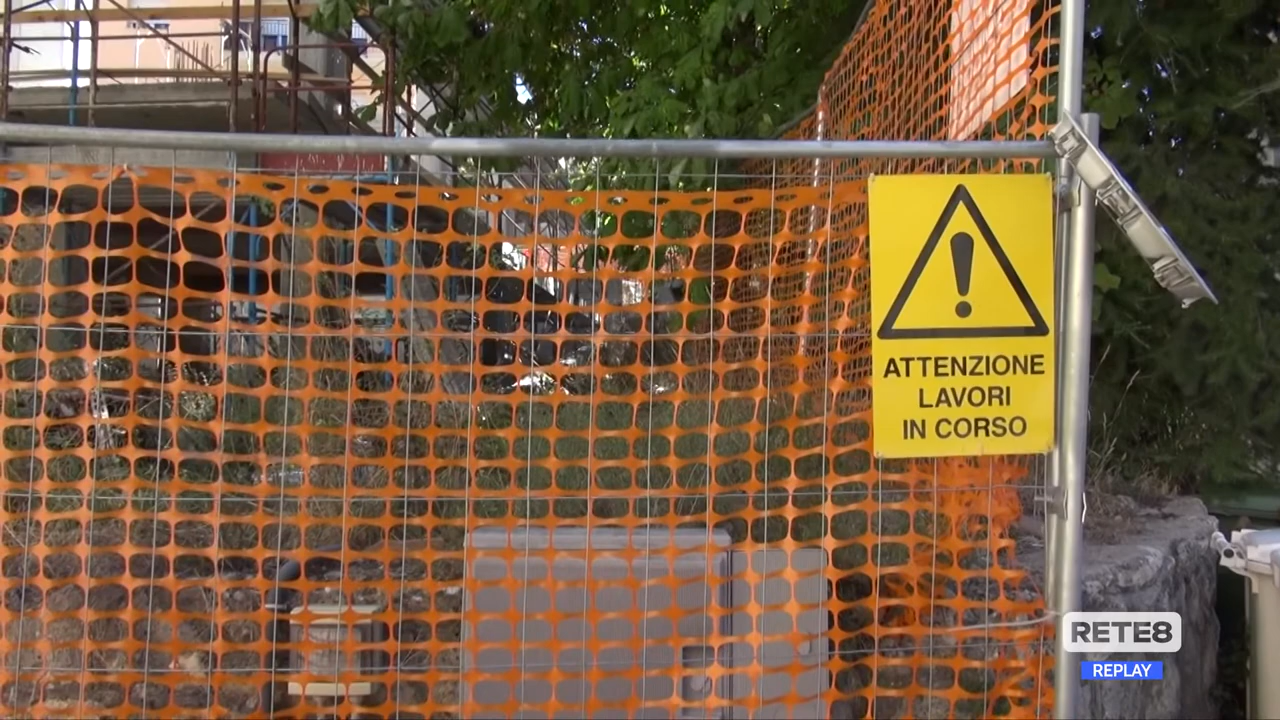 ATTENZIONE
LAVORI
IN CORSO
RETE8
REPLAY